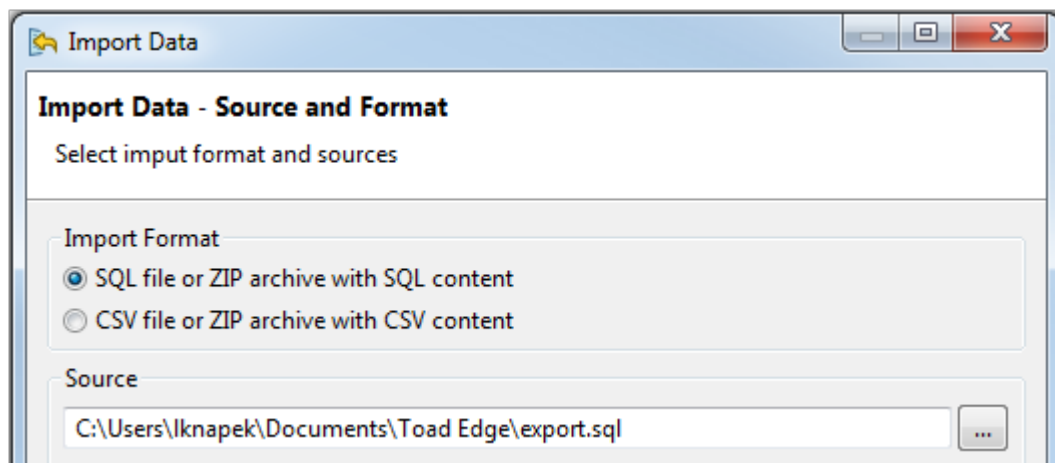 Import Data
Import Data - Source and Format
Select imput format and sources
Import Format
SQL file or ZIP archive with SQL content
CSV file or ZIP archive with CSV content
Source
C:\Users\lknapek\Documents\Toad Edge\export.sql
...